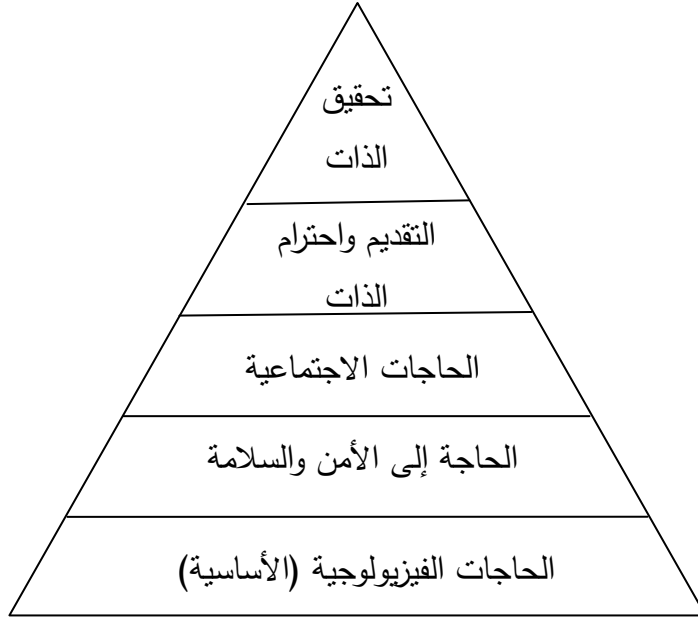 تحقيق
الذات
التقديم واحترام
الذات
الحاجات الاجتماعية
الحاجة إلى الأمن والسلامة
الحاجات الفيزيولوجية (الأساسية)